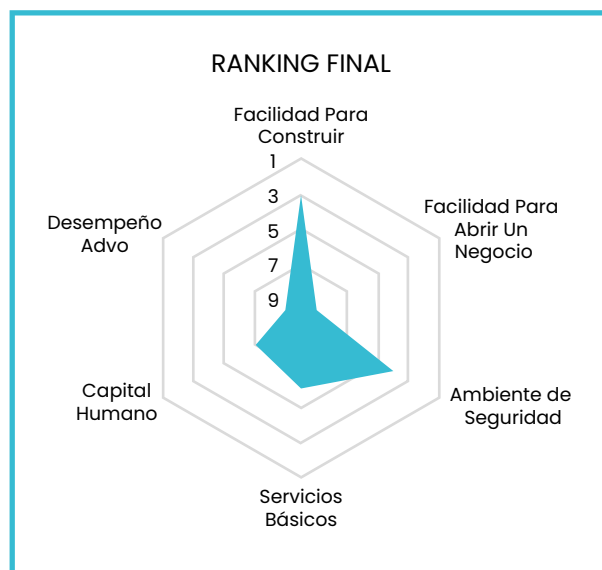 RANKING FINAL
Facilidad Para
Construir
1
3
5
7
9
Facilidad Para
Abrir Un
Negocio
Ambiente de
Seguridad
Servicios
Básicos
Capital
Humano
Desempeño
Advo